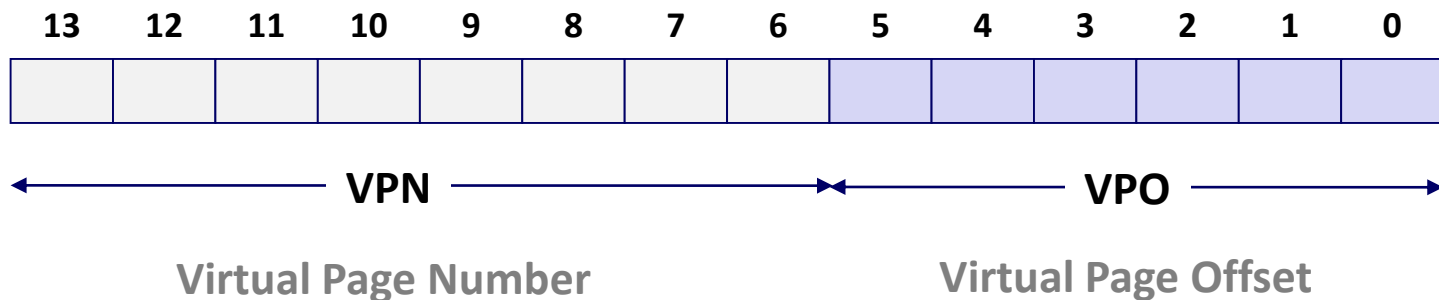 13 12 11 10 9 8 7 6 5 4 3 2 1 0
VPN VPO
Virtual Page Number Virtual Page Offset